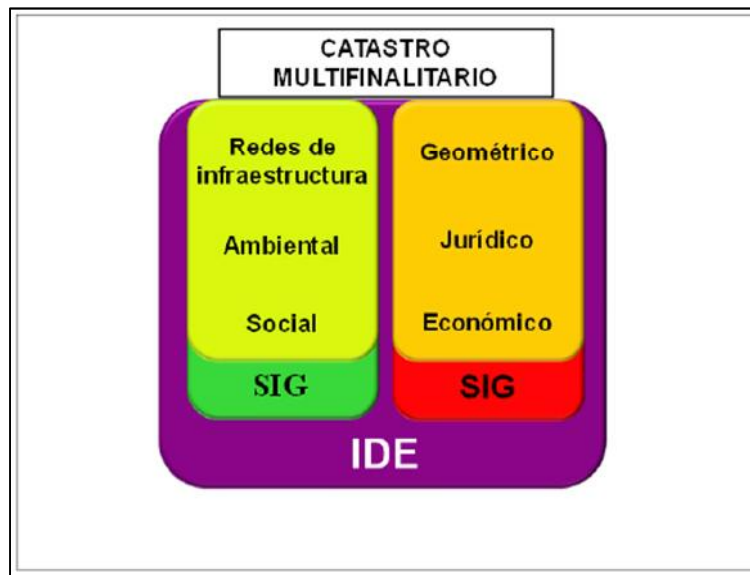 CATASTRO
MULTIFINALITARIO
Redes de
infraestructura
Ambiental
Social
SIG
Geométrico
Jurídico
Económico
SIG
IDE